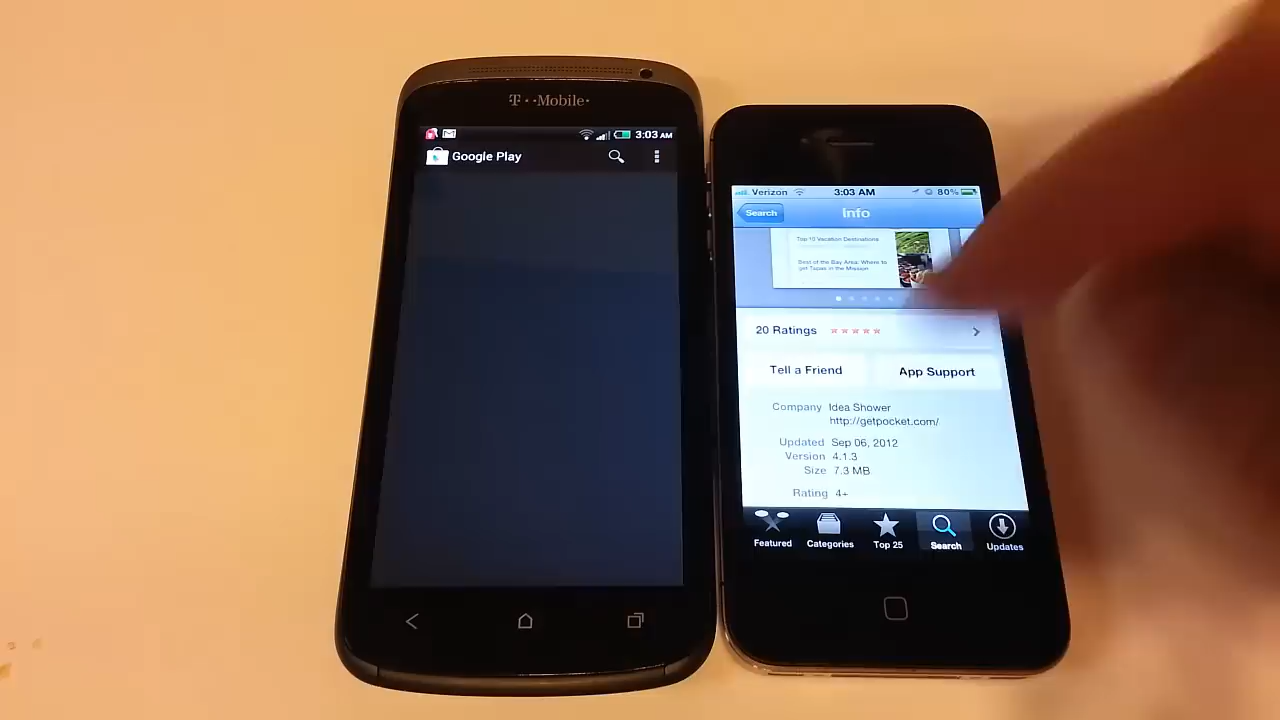 T··Mobile·
3:03 AM
Google Play
Verizon 3:03 AM 80%
Search Info
Top 10 Vacation Destinations
Best of the Bay Area: Where to
get Tapas in the Mission
20 Ratings
Tell a Friend App Support
Company Idea Shower
http://getpocket.com/
Updated Sep 06, 2012
Version 4.1.3
Size 7.3 MB
Rating 4+
Featured Categories Top 25 Search Updates